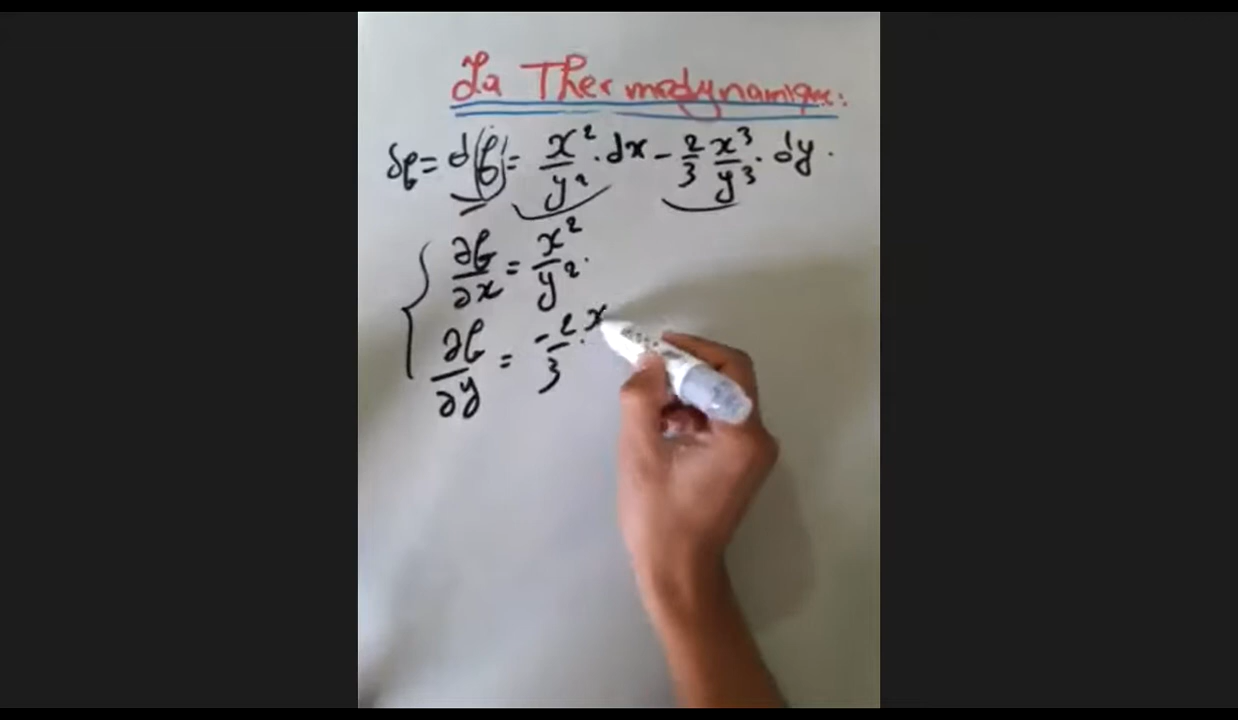 La Thermodynamique:
δf = d(f) = x²/y² · dx - 2/3 x³/y³ · dy ·
∂f/∂x = x²/y² ·
∂f/∂y = -2/3 · x